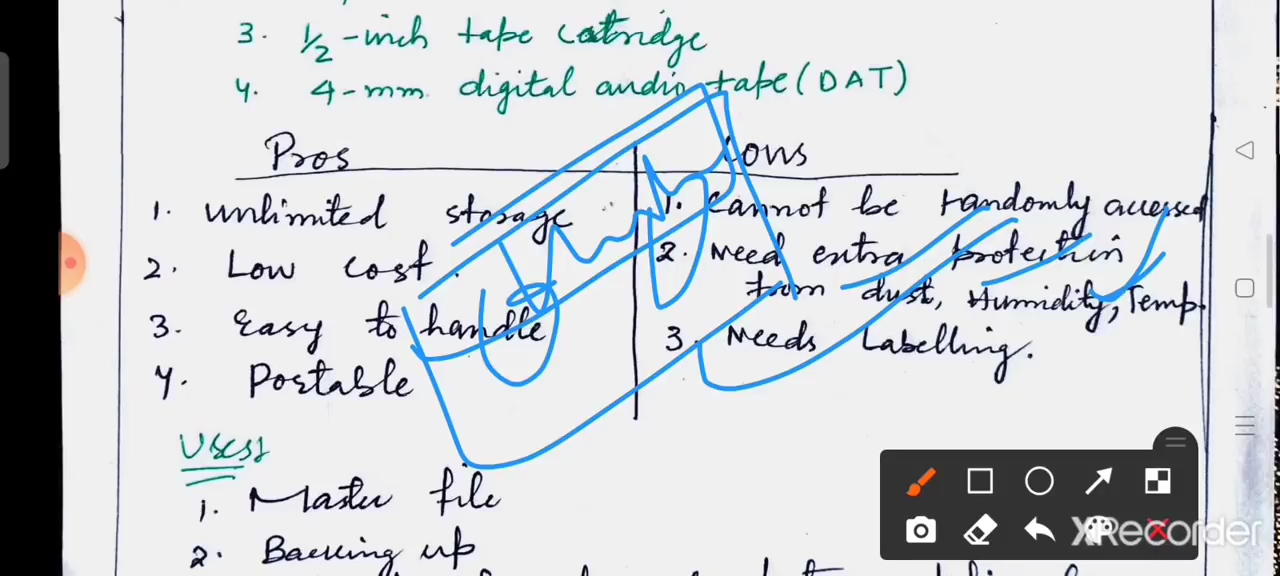 3. 1/2-inch tape catridge
4. 4-mm digital audio tape (DAT)
Pros
Cons
1. unlimited storage
1. Cannot be randomly accessed
2. Low cost.
2. Need extra protection
from dust, Humidity, Temp.
3. Easy to handle
3. Needs Labelling.
4. Portable
Uses
1. Master file
2. Backing up
XRecorder